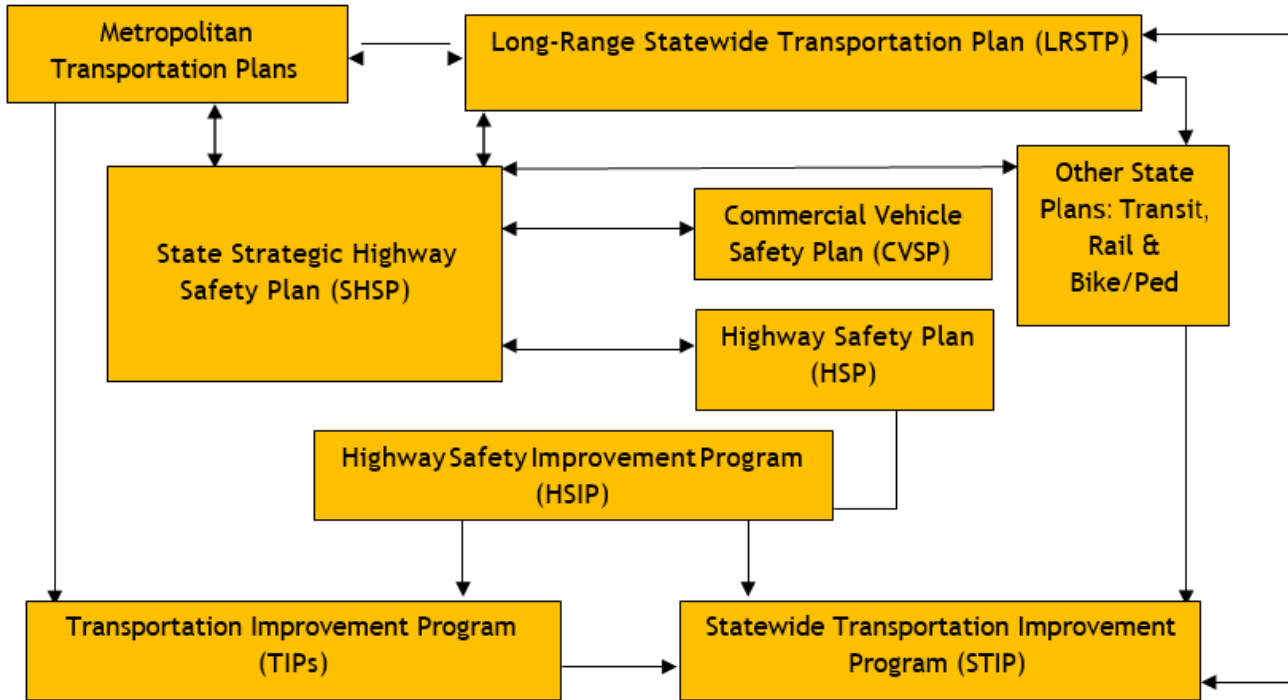 Metropolitan
Transportation Plans
Long-Range Statewide Transportation Plan (LRSTP)
Other State
Plans: Transit,
Rail &
Bike/Ped
Commercial Vehicle
Safety Plan (CVSP)
State Strategic Highway
Safety Plan (SHSP)
Highway Safety Plan
(HSP)
Highway Safety Improvement Program
(HSIP)
Transportation Improvement Program
(TIPs)
Statewide Transportation Improvement
Program (STIP)